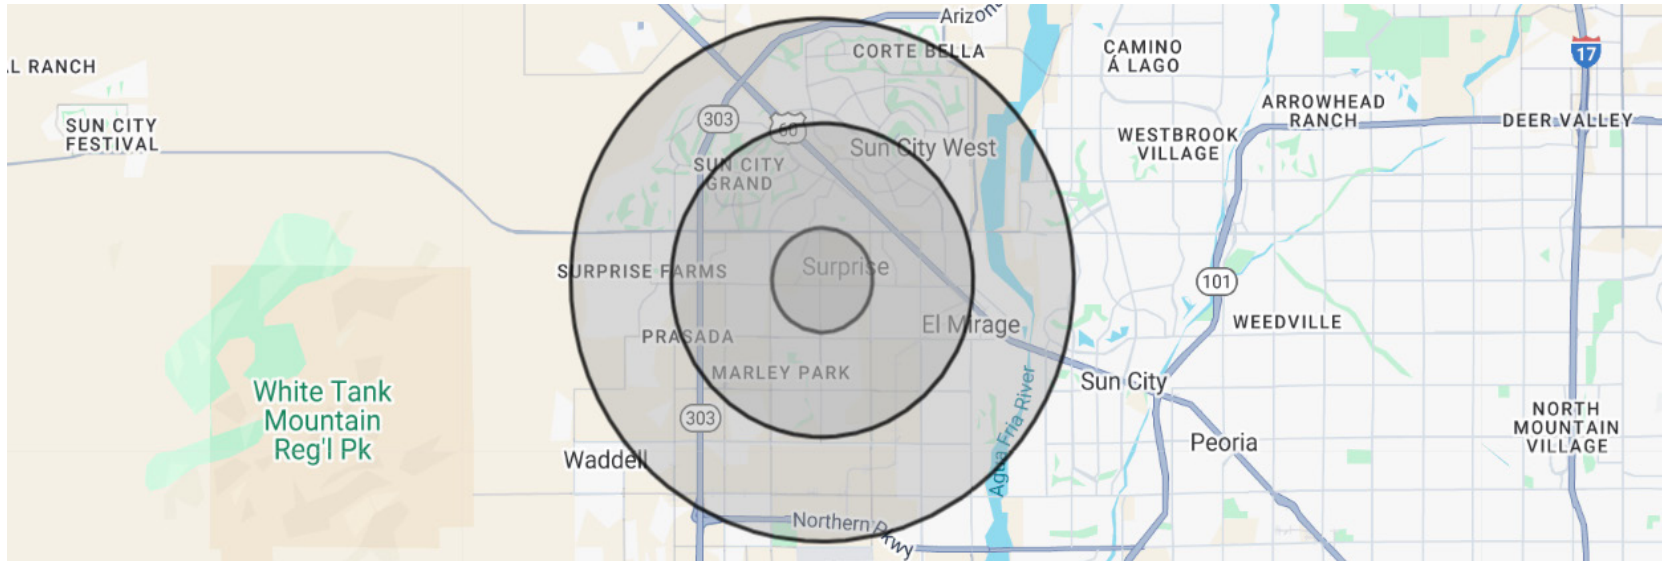 Arizona
CORTE BELLA
CAMINO
Á LAGO
17
L RANCH
303
60
ARROWHEAD
RANCH
DEER VALLEY
SUN CITY
FESTIVAL
WESTBROOK
VILLAGE
Sun City West
SUN CITY
GRAND
SURPRISE FARMS
Surprise
101
El Mirage
WEEDVILLE
PRASADA
MARLEY PARK
Sun City
White Tank
Mountain
Reg'l Pk
303
Agua Fria River
NORTH
MOUNTAIN
VILLAGE
Peoria
Waddell
Northern Pkwy